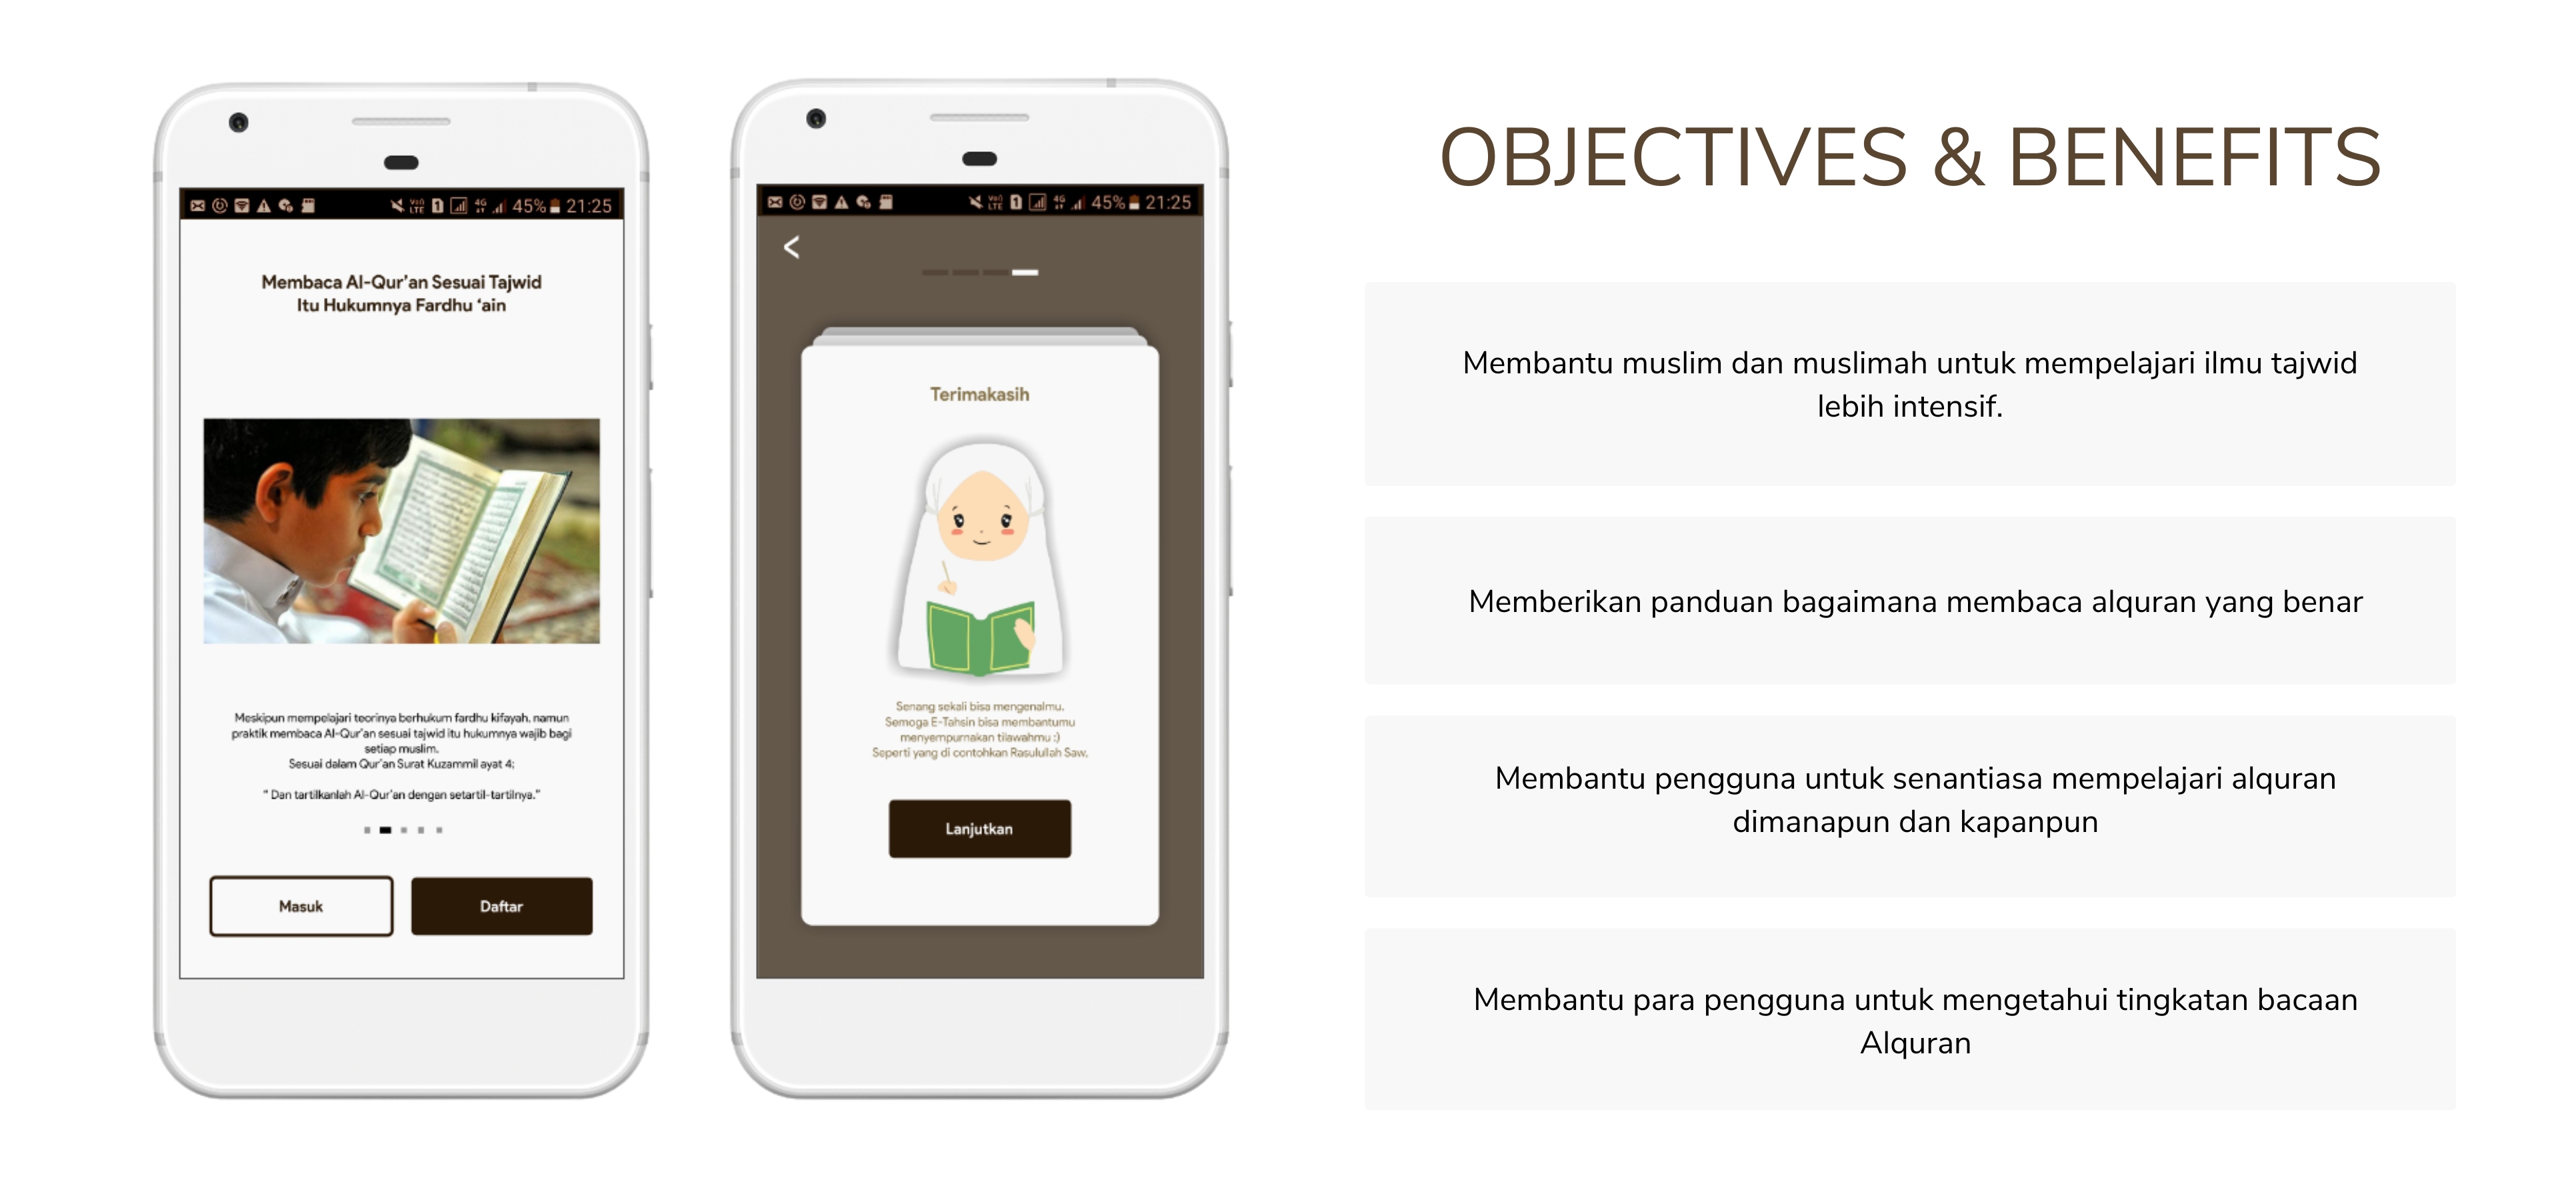 45% 21:25
Membaca Al-Qur'an Sesuai Tajwid
Itu Hukumnya Fardhu 'ain
Meskipun mempelajari teorinya berhukum fardhu kifayah, namun
praktik membaca Al-Qur'an sesuai tajwid itu hukumnya wajib bagi
setiap muslim.
Sesuai dalam Qur'an Surat Kuzammil ayat 4:
" Dan tartilkanlah Al-Qur'an dengan setartil-tartilnya."
Masuk
Daftar
45% 21:25
<
Terimakasih
Senang sekali bisa mengenalmu.
Semoga E-Tahsin bisa membantumu
menyempurnakan tilawahmu :)
Seperti yang di contohkan Rasulullah Saw.
Lanjutkan
OBJECTIVES & BENEFITS
Membantu muslim dan muslimah untuk mempelajari ilmu tajwid
lebih intensif.
Memberikan panduan bagaimana membaca alquran yang benar
Membantu pengguna untuk senantiasa mempelajari alquran
dimanapun dan kapanpun
Membantu para pengguna untuk mengetahui tingkatan bacaan
Alquran